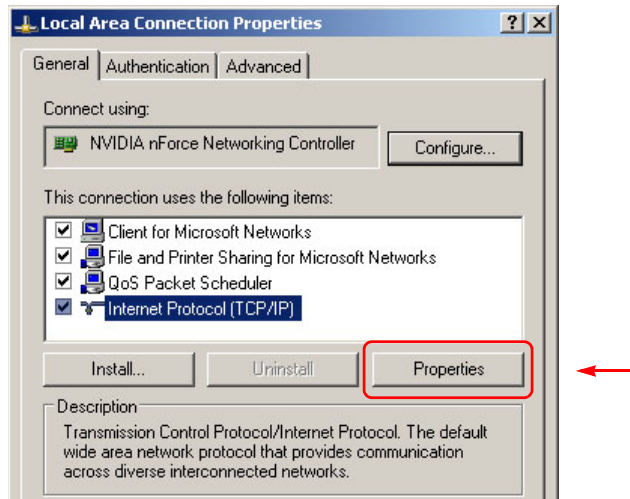 Local Area Connection Properties
General Authentication Advanced
Connect using:
NVIDIA nForce Networking Controller Configure...
This connection uses the following items:
Client for Microsoft Networks
File and Printer Sharing for Microsoft Networks
QoS Packet Scheduler
Internet Protocol (TCP/IP)
Install... Uninstall Properties
Description
Transmission Control Protocol/Internet Protocol. The default
wide area network protocol that provides communication
across diverse interconnected networks.